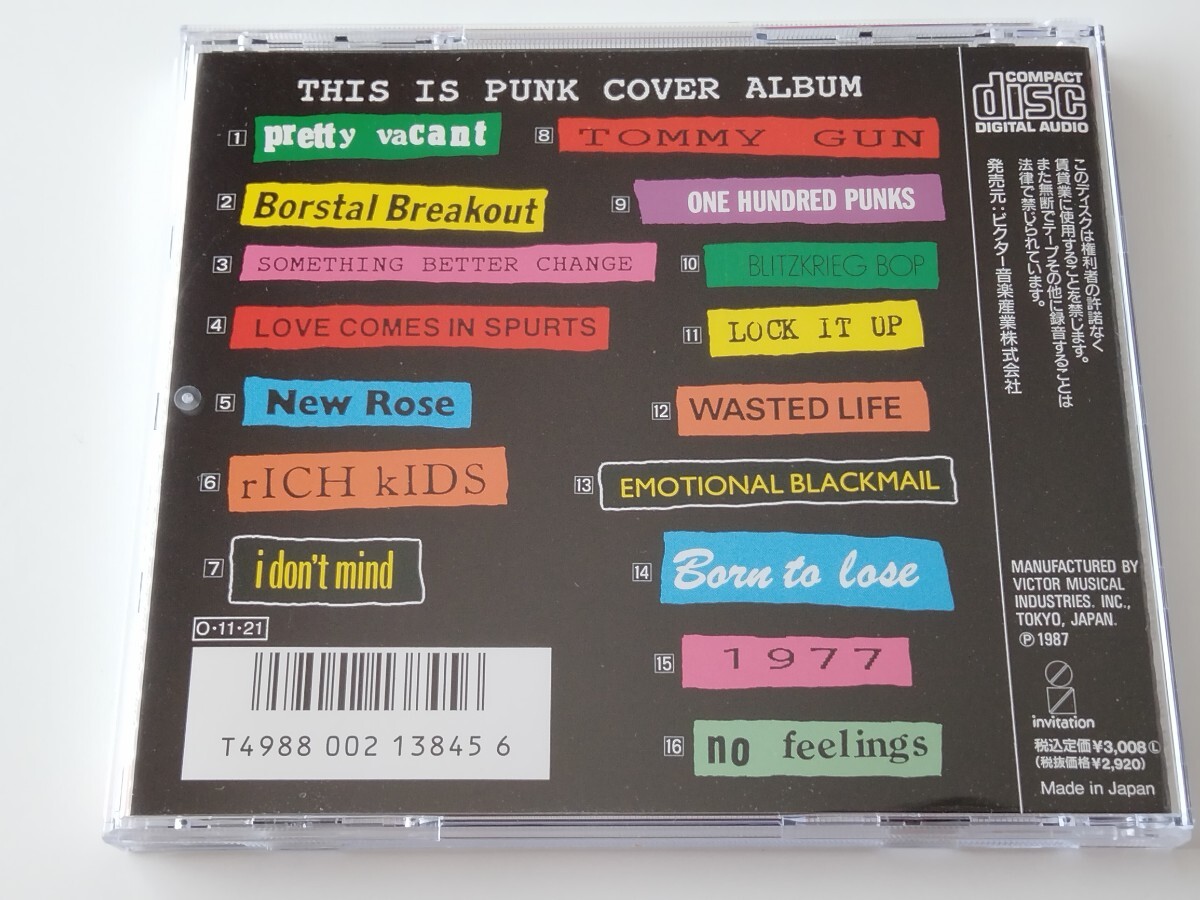 THIS IS PUNK COVER ALBUM
1 pretty vacant
2 Borstal Breakout
3 SOMETHING BETTER CHANGE
4 LOVE COMES IN SPURTS
5 New Rose
6 rICH kIDS
7 i don't mind
8 TOMMY GUN
9 ONE HUNDRED PUNKS
10 BLITZKRIEG BOP
11 LOCK IT UP
12 WASTED LIFE
13 EMOTIONAL BLACKMAIL
14 Born to lose
15 1977
16 no feelings
O·11·21
T4988 002 13845 6
COMPACT
disc
DIGITAL AUDIO
このディスクは権利者の許諾なく
賃貸業に使用することを禁じます。
また無断でテープその他に録音することは
法律で禁じられています。
発売元:ビクター音楽産業株式会社
MANUFACTURED BY
VICTOR MUSICAL
INDUSTRIES. INC.,
TOKYO, JAPAN.
℗ 1987
invitation
税込定価¥3,008 Ⓛ
(税抜価格¥2,920)
Made in Japan